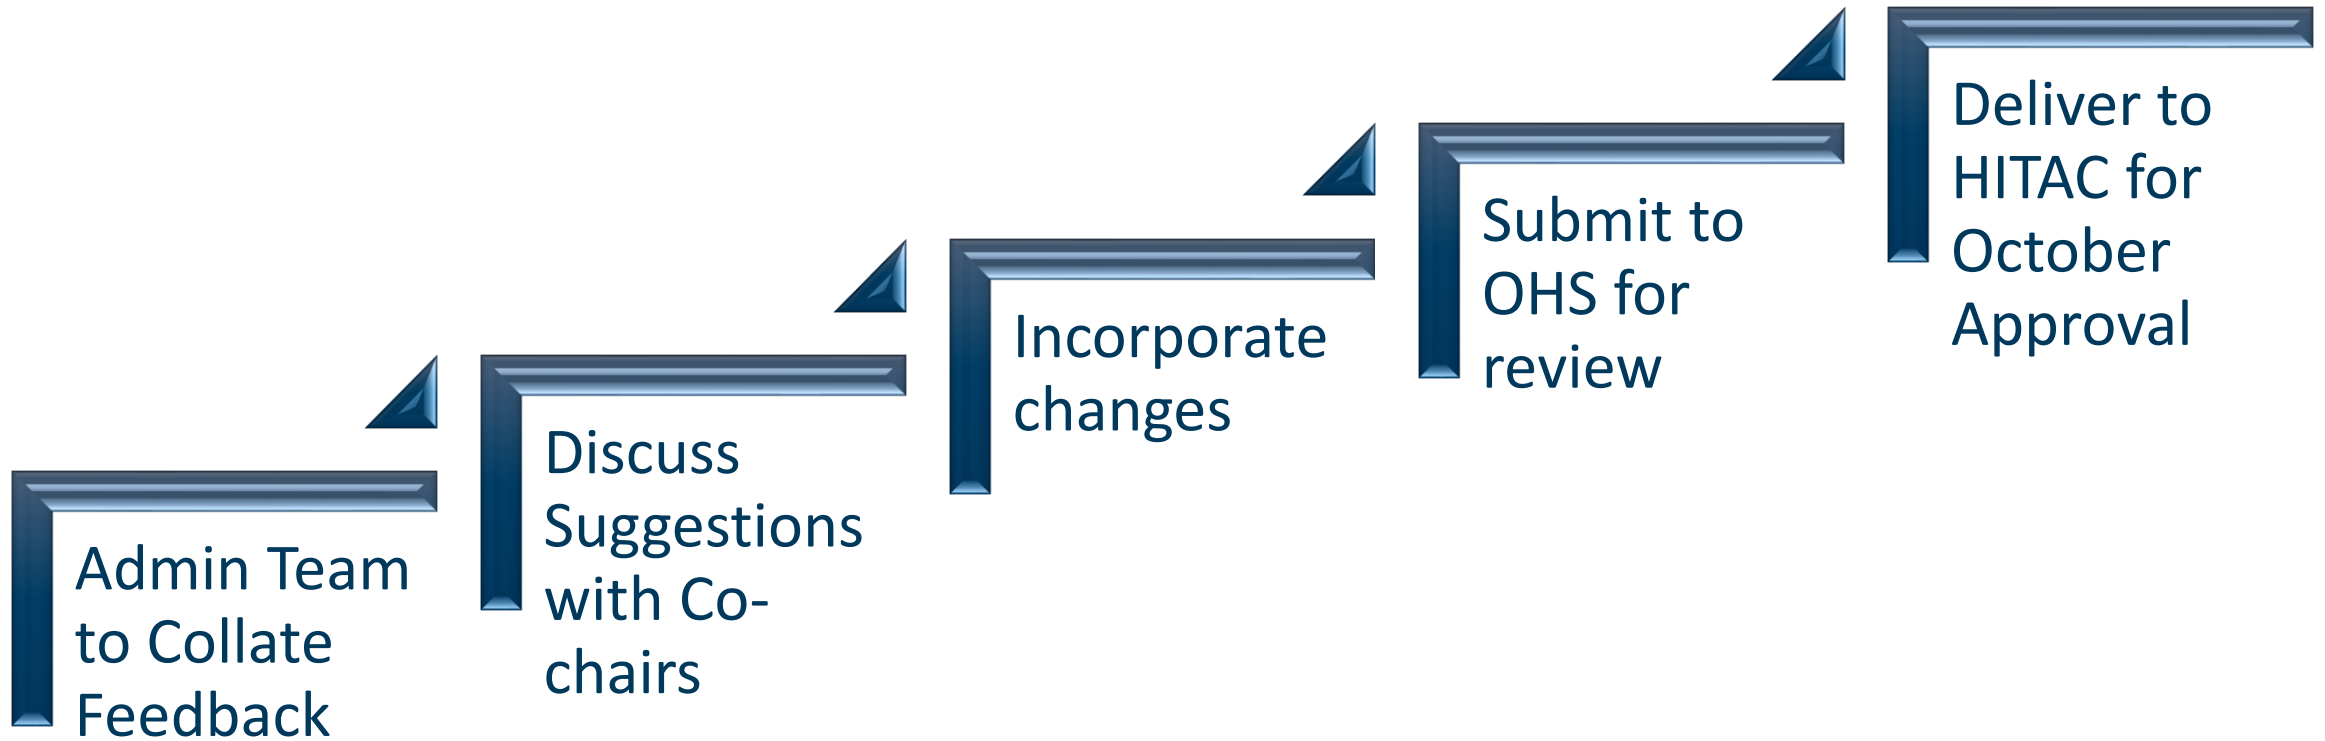 Admin Team
to Collate
Feedback
Discuss
Suggestions
with Co-
chairs
Incorporate
changes
Submit to
OHS for
review
Deliver to
HITAC for
October
Approval